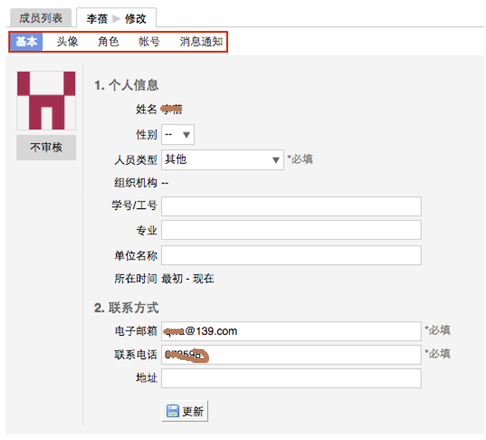 成员列表 李蓓 ▶ 修改
基本 头像 角色 帐号 消息通知
不审核
1. 个人信息
姓名
性别 --
人员类型 其他 *必填
组织机构 --
学号/工号
专业
单位名称
所在时间 最初 - 现在
2. 联系方式
电子邮箱 @139.com *必填
联系电话 *必填
地址
更新